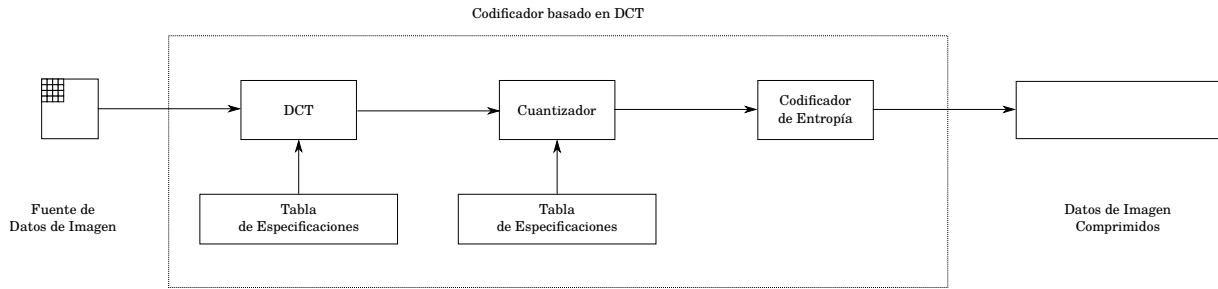 Codificador basado en DCT
DCT
Cuantizador
Codificador
de Entropía
Tabla
de Especificaciones
Tabla
de Especificaciones
Fuente de
Datos de Imagen
Datos de Imagen
Comprimidos